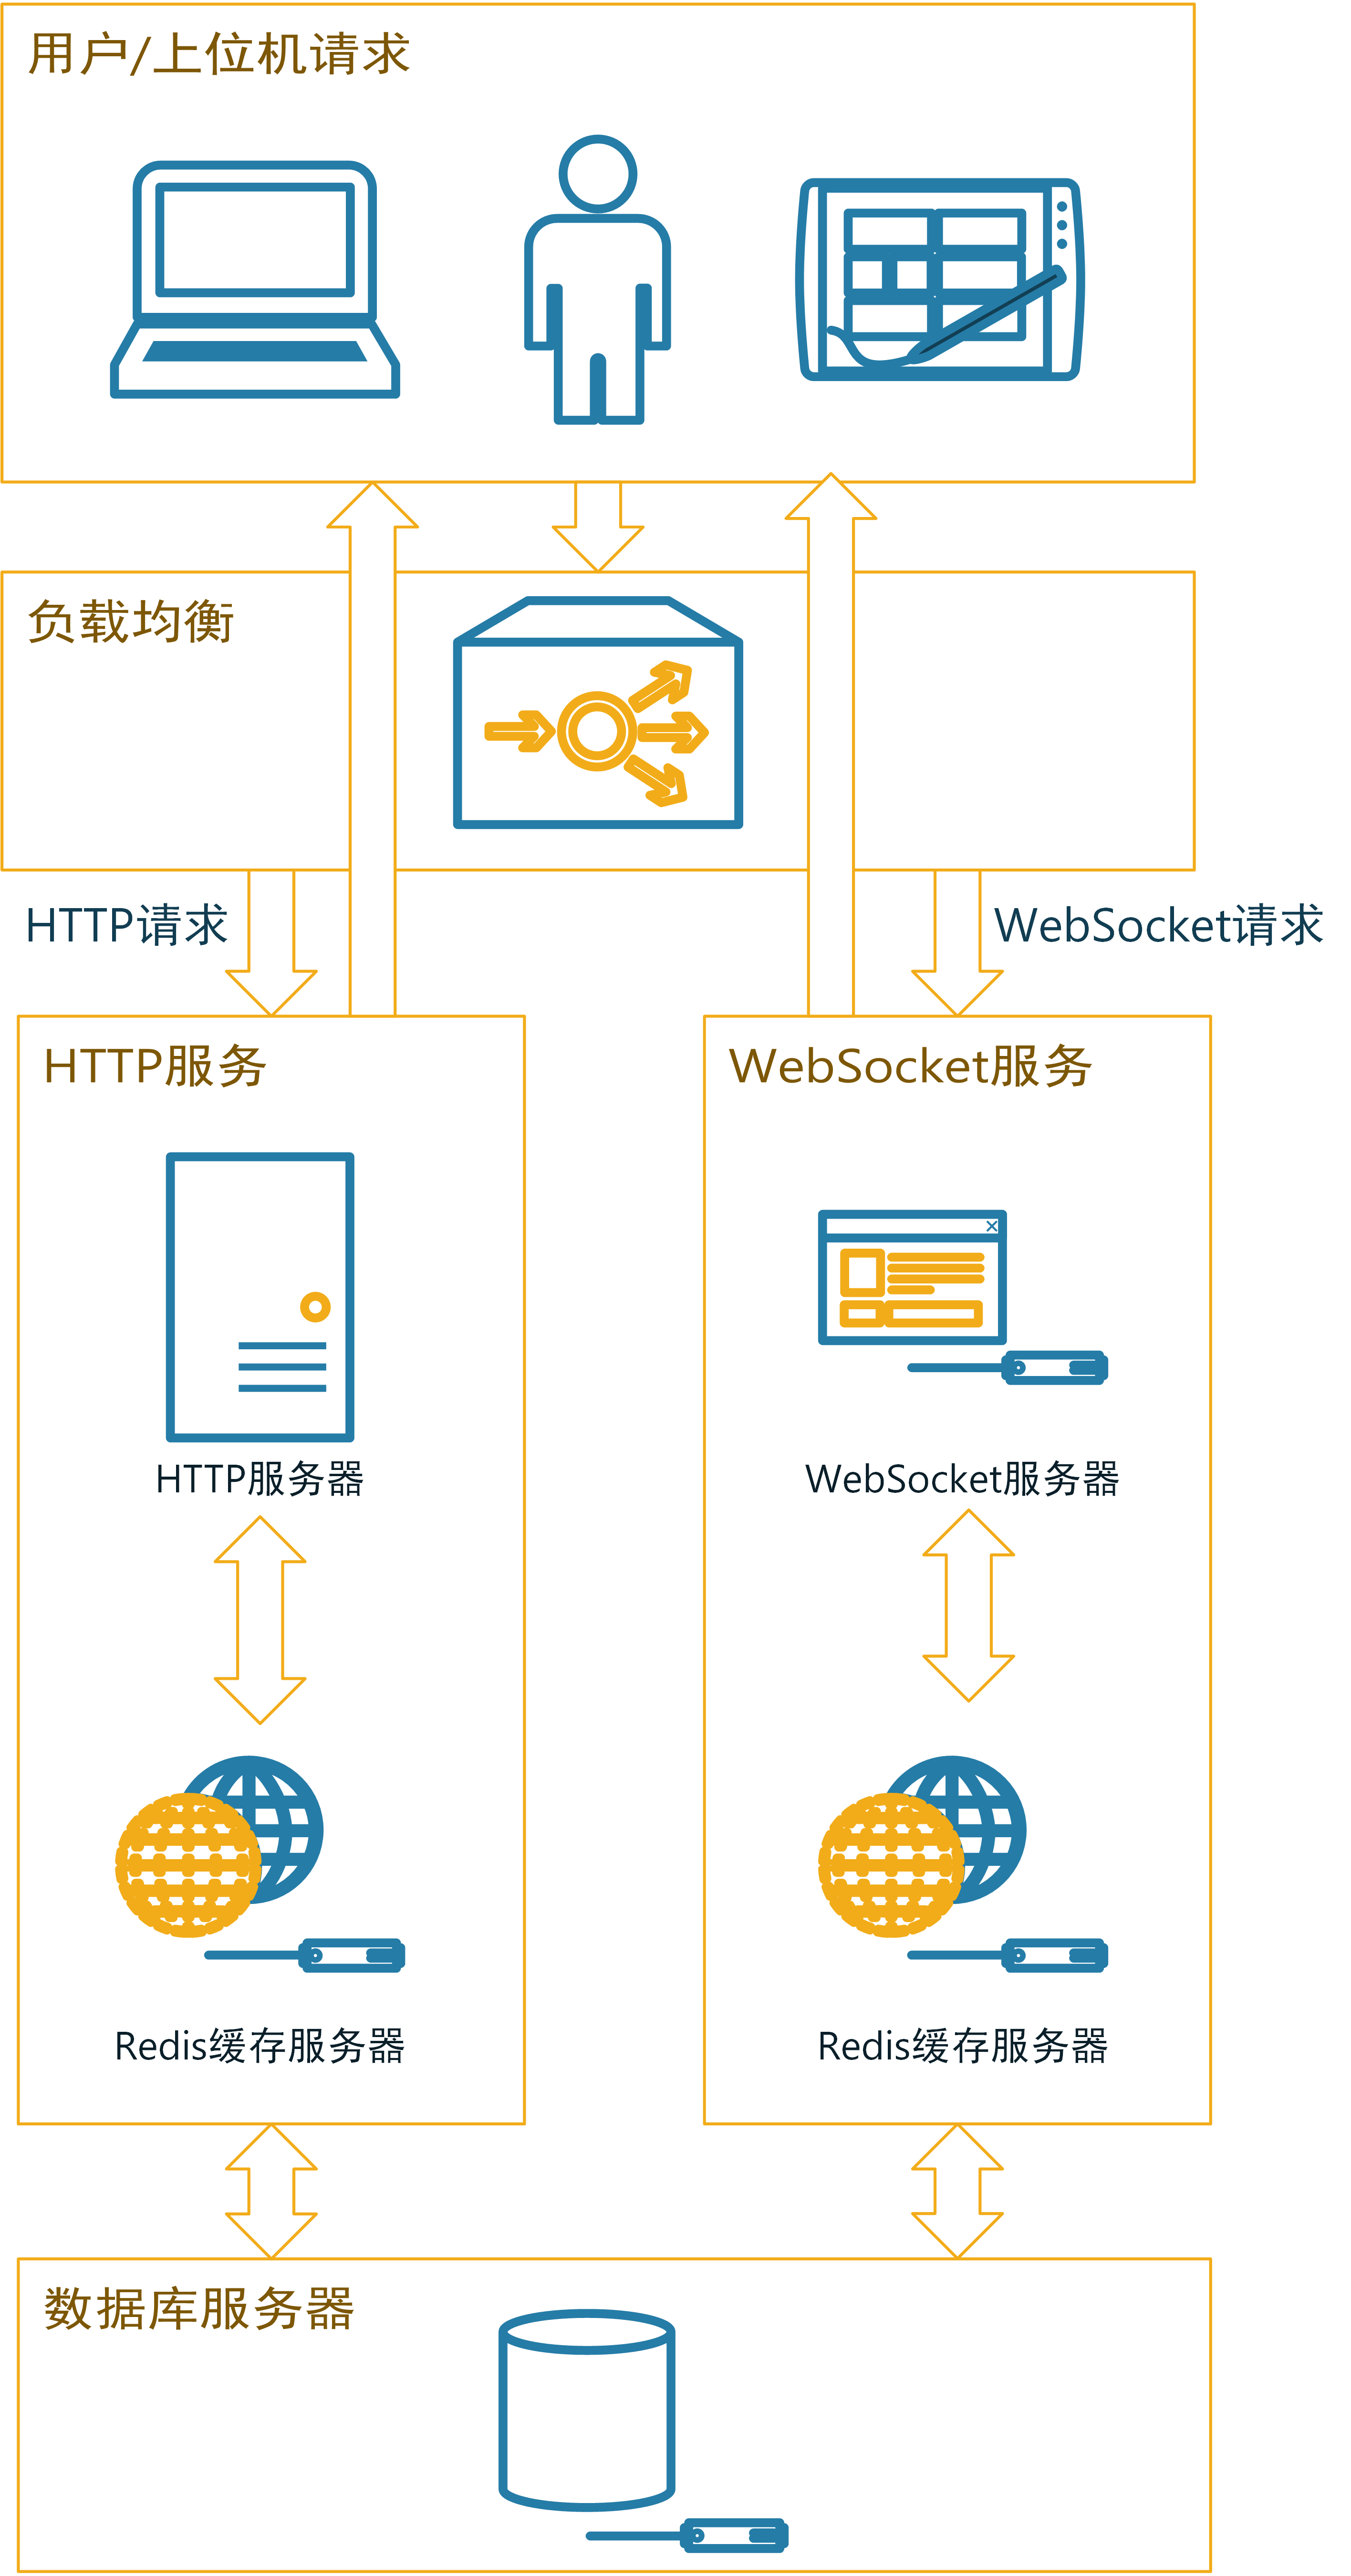 用户/上位机请求
负载均衡
HTTP请求
WebSocket请求
HTTP服务
WebSocket服务
HTTP服务器
WebSocket服务器
Redis缓存服务器
Redis缓存服务器
数据库服务器